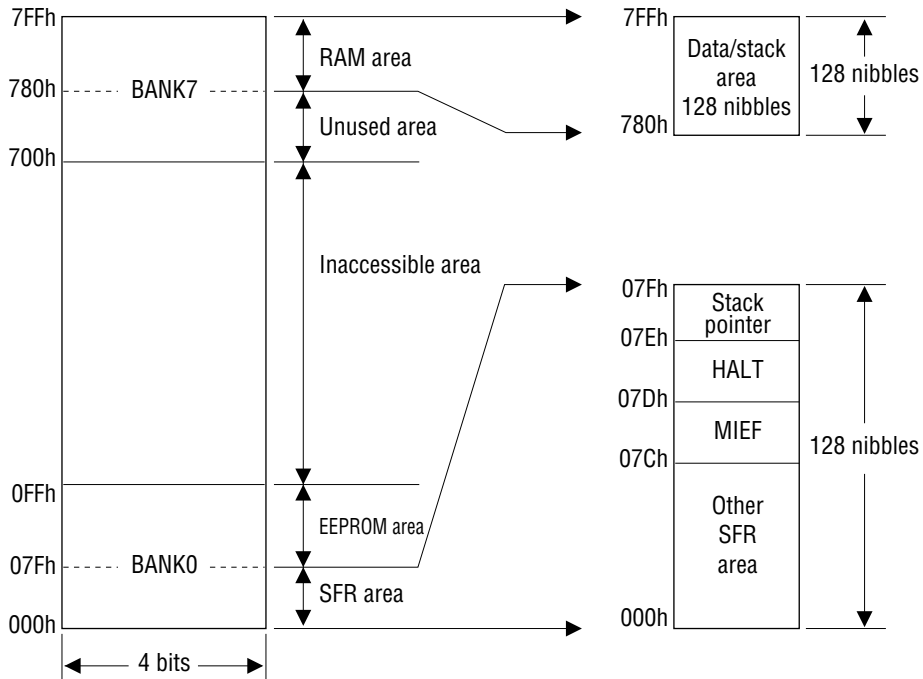 7FFh
RAM area
780h
BANK7
Unused area
700h
Inaccessible area
0FFh
EEPROM area
07Fh
BANK0
SFR area
000h
4 bits
7FFh
Data/stack
area
128 nibbles
128 nibbles
780h
07Fh
Stack
pointer
07Eh
HALT
07Dh
MIEF
128 nibbles
07Ch
Other
SFR
area
000h